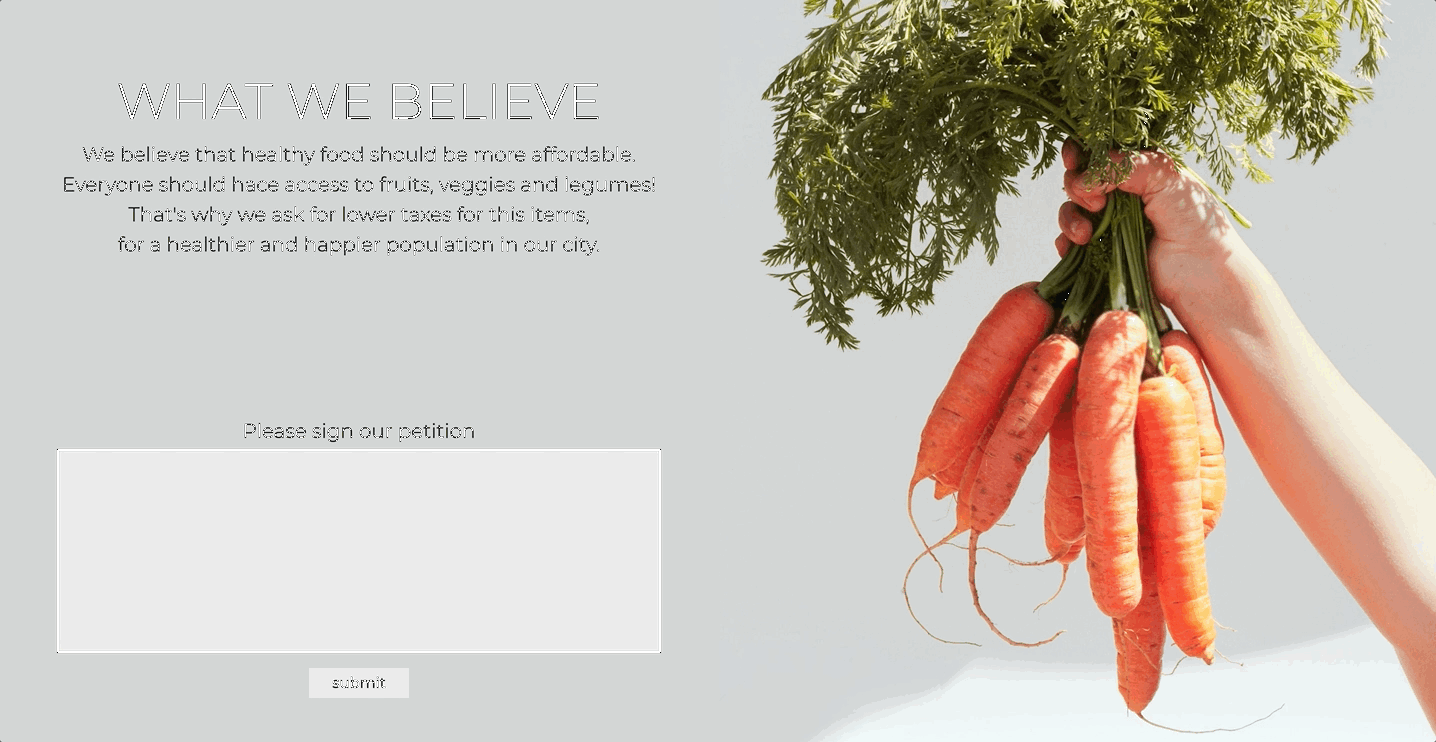 WHAT WE BELIEVE
We believe that healthy food should be more affordable.
Everyone should hace access to fruits, veggies and legumes!
That's why we ask for lower taxes for this items,
for a healthier and happier population in our city.
Please sign our petition
submit